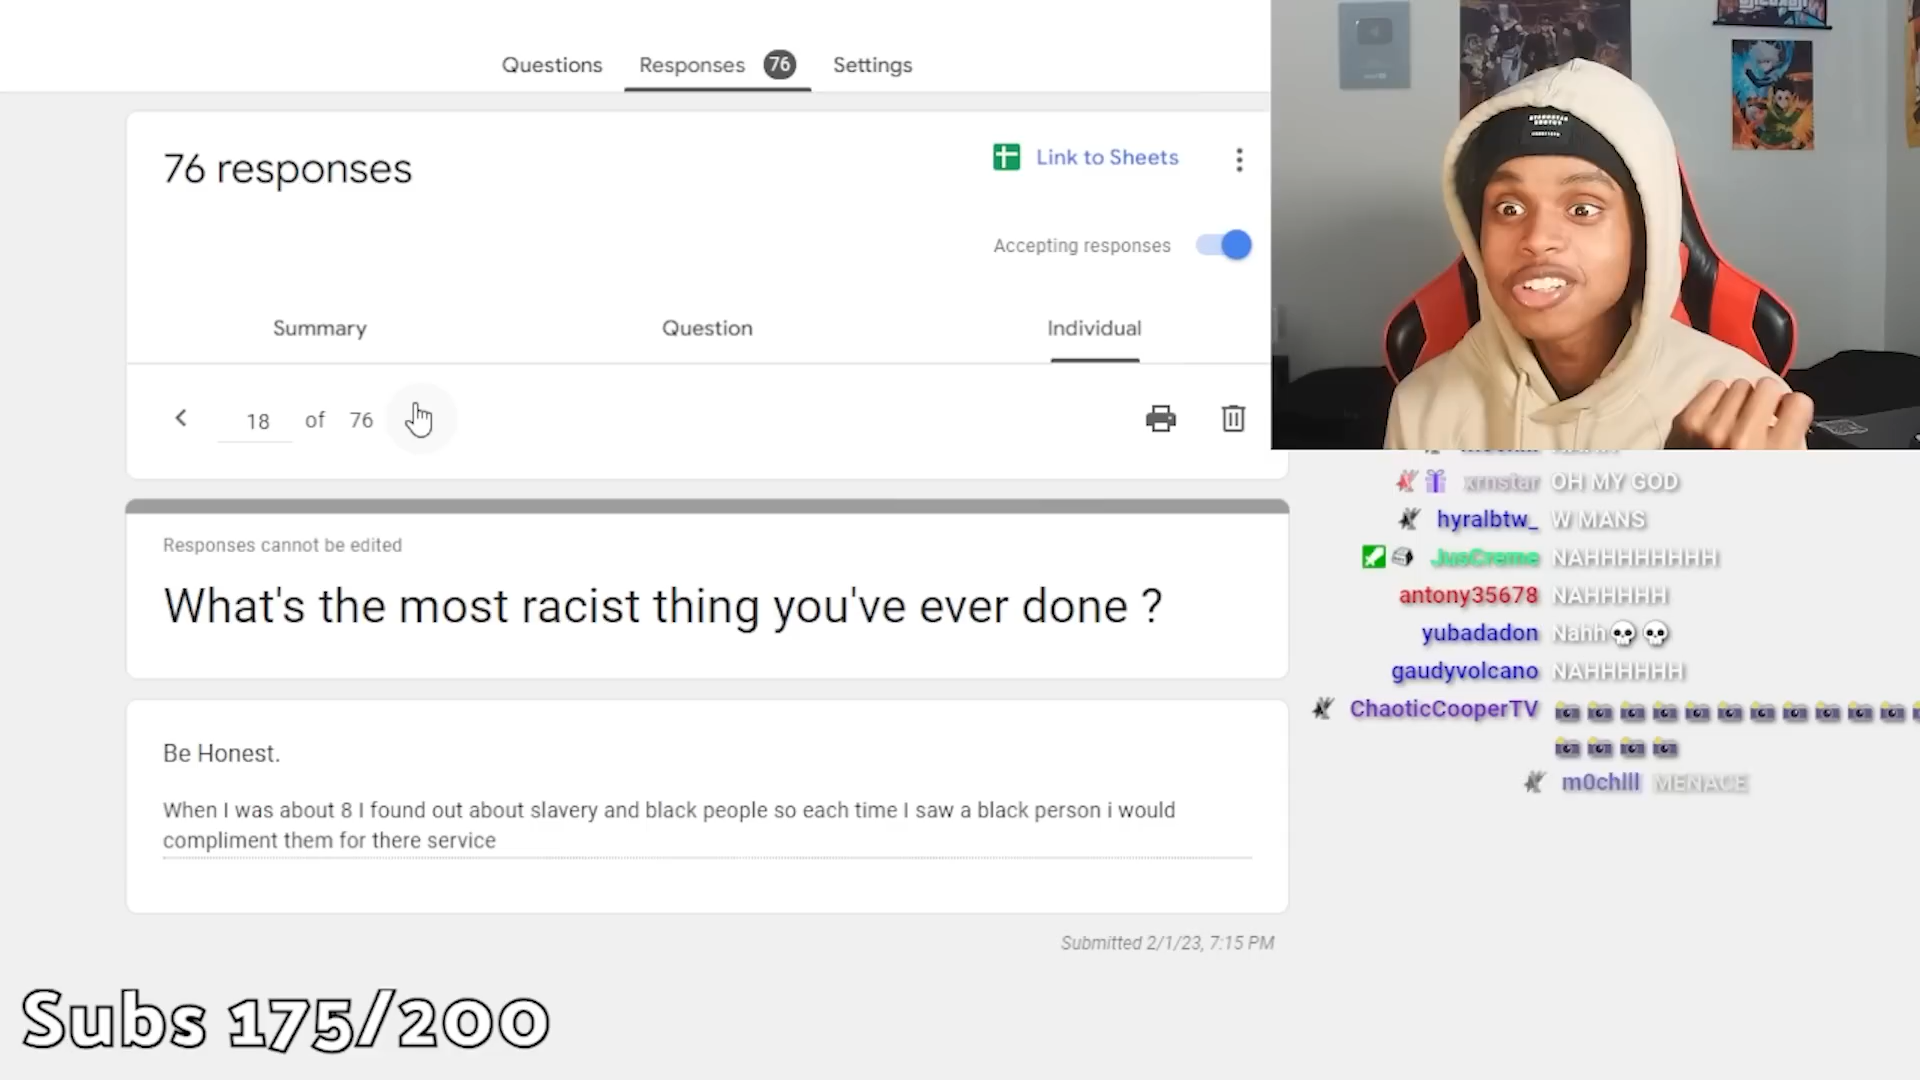 Questions
Responses 76
Settings
76 responses
Link to Sheets
Accepting responses
Summary
Question
Individual
18 of 76
Responses cannot be edited
What's the most racist thing you've ever done ?
Be Honest.
When I was about 8 I found out about slavery and black people so each time I saw a black person i would
compliment them for there service
Submitted 2/1/23, 7:15 PM
xrnstar OH MY GOD
hyralbtw_ W MANS
JusCreme NAHHHHHHHHH
antony35678 NAHHHHHH
yubadadon Nahh💀💀
gaudyvolcano NAHHHHHHH
ChaoticCooperTV
m0chlll MENACE
Subs 175/200